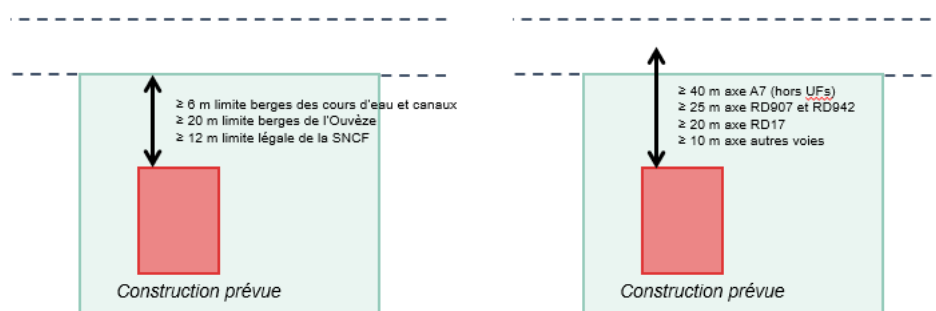 ≥ 6 m limite berges des cours d'eau et canaux
≥ 20 m limite berges de l'Ouvèze
≥ 12 m limite légale de la SNCF
Construction prévue
≥ 40 m axe A7 (hors UFs)
≥ 25 m axe RD907 et RD942
≥ 20 m axe RD17
≥ 10 m axe autres voies
Construction prévue